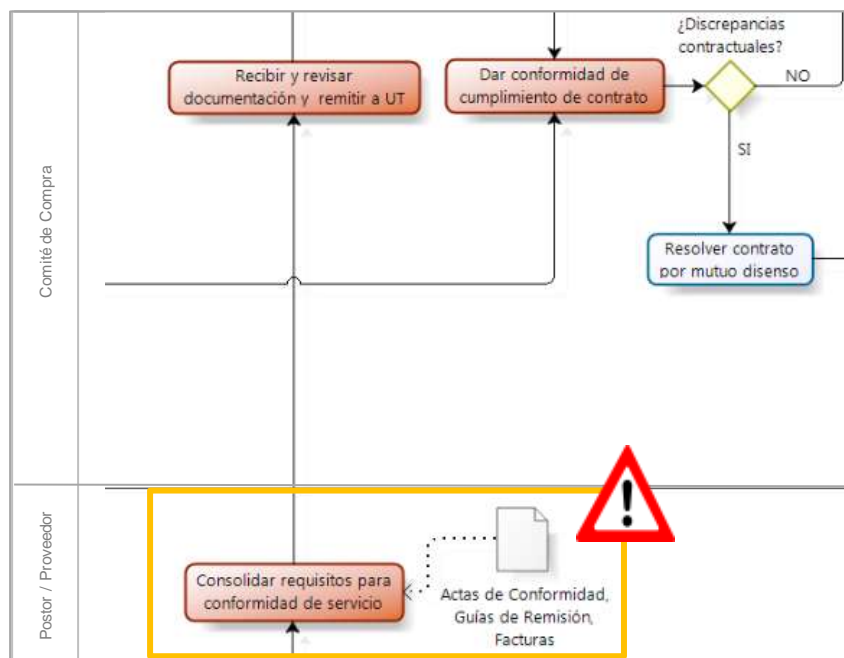 ¿Discrepancias
contractuales?
Recibir y revisar
documentación y remitir a UT
Dar conformidad de
cumplimiento de contrato
NO
SI
Comité de Compra
Resolver contrato
por mutuo disenso
Postor / Proveedor
Consolidar requisitos para
conformidad de servicio
Actas de Conformidad,
Guías de Remisión,
Facturas
!